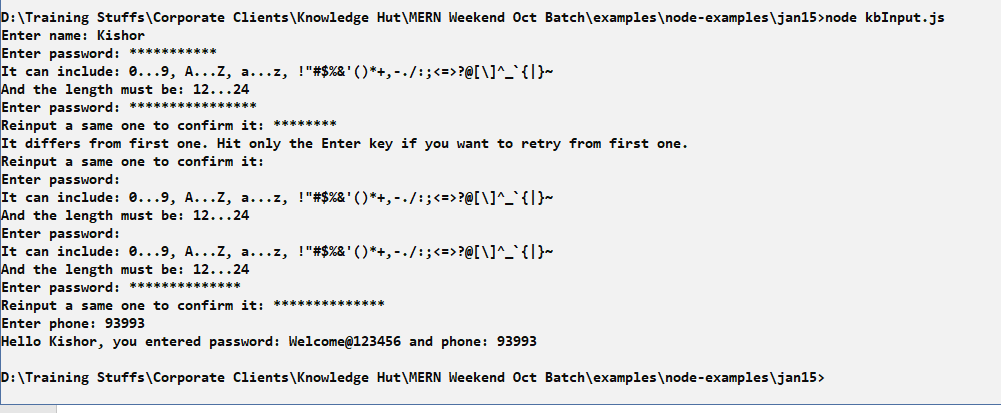 D:\Training Stuffs\Corporate Clients\Knowledge Hut\MERN Weekend Oct Batch\examples\node-examples\jan15>node kbInput.js
Enter name: Kishor
Enter password: ***********
It can include: 0...9, A...Z, a...z, !"#$%&'()*+,-./:;<=>?@[\]^_`{|}~
And the length must be: 12...24
Enter password: ****************
Reinput a same one to confirm it: ********
It differs from first one. Hit only the Enter key if you want to retry from first one.
Reinput a same one to confirm it:
Enter password:
It can include: 0...9, A...Z, a...z, !"#$%&'()*+,-./:;<=>?@[\]^_`{|}~
And the length must be: 12...24
Enter password:
It can include: 0...9, A...Z, a...z, !"#$%&'()*+,-./:;<=>?@[\]^_`{|}~
And the length must be: 12...24
Enter password: **************
Reinput a same one to confirm it: **************
Enter phone: 93993
Hello Kishor, you entered password: Welcome@123456 and phone: 93993
D:\Training Stuffs\Corporate Clients\Knowledge Hut\MERN Weekend Oct Batch\examples\node-examples\jan15>